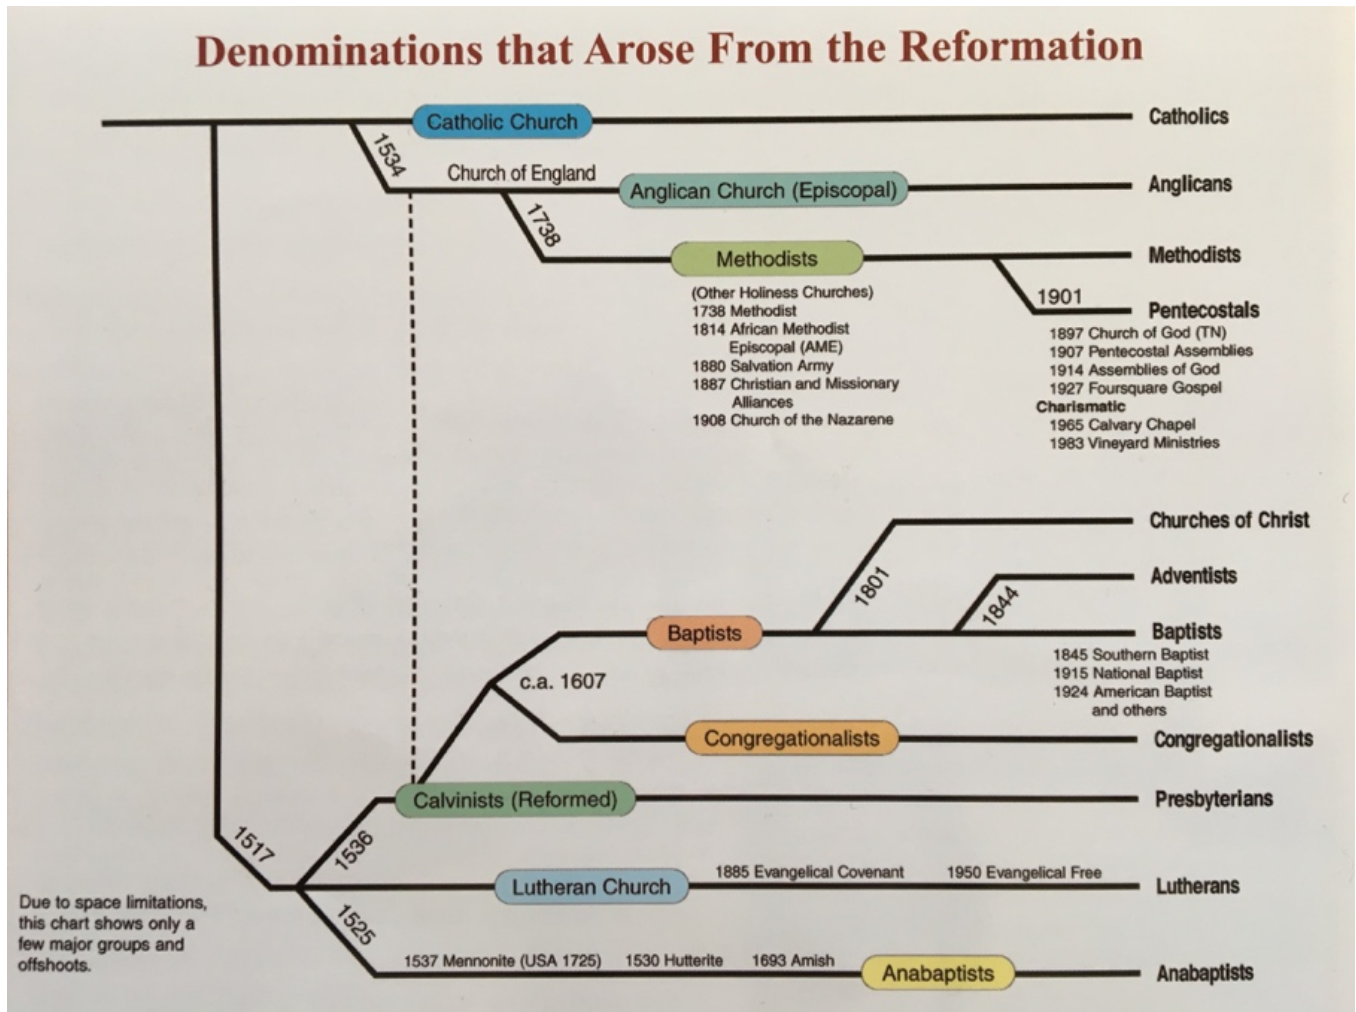 Denominations that Arose From the Reformation
Catholic Church
Catholics
1534
Church of England
Anglican Church (Episcopal)
Anglicans
1738
Methodists
Methodists
(Other Holiness Churches)
1738 Methodist
1814 African Methodist
Episcopal (AME)
1880 Salvation Army
1887 Christian and Missionary
Alliances
1908 Church of the Nazarene
1901
Pentecostals
1897 Church of God (TN)
1907 Pentecostal Assemblies
1914 Assemblies of God
1927 Foursquare Gospel
Charismatic
1965 Calvary Chapel
1983 Vineyard Ministries
Churches of Christ
1801
Adventists
1844
Baptists
Baptists
1845 Southern Baptist
1915 National Baptist
1924 American Baptist
and others
c.a. 1607
Congregationalists
Congregationalists
Calvinists (Reformed)
Presbyterians
1517
1536
Lutheran Church
1885 Evangelical Covenant
1950 Evangelical Free
Lutherans
1525
1537 Mennonite (USA 1725)
1530 Hutterite
1693 Amish
Anabaptists
Anabaptists
Due to space limitations,
this chart shows only a
few major groups and
offshoots.